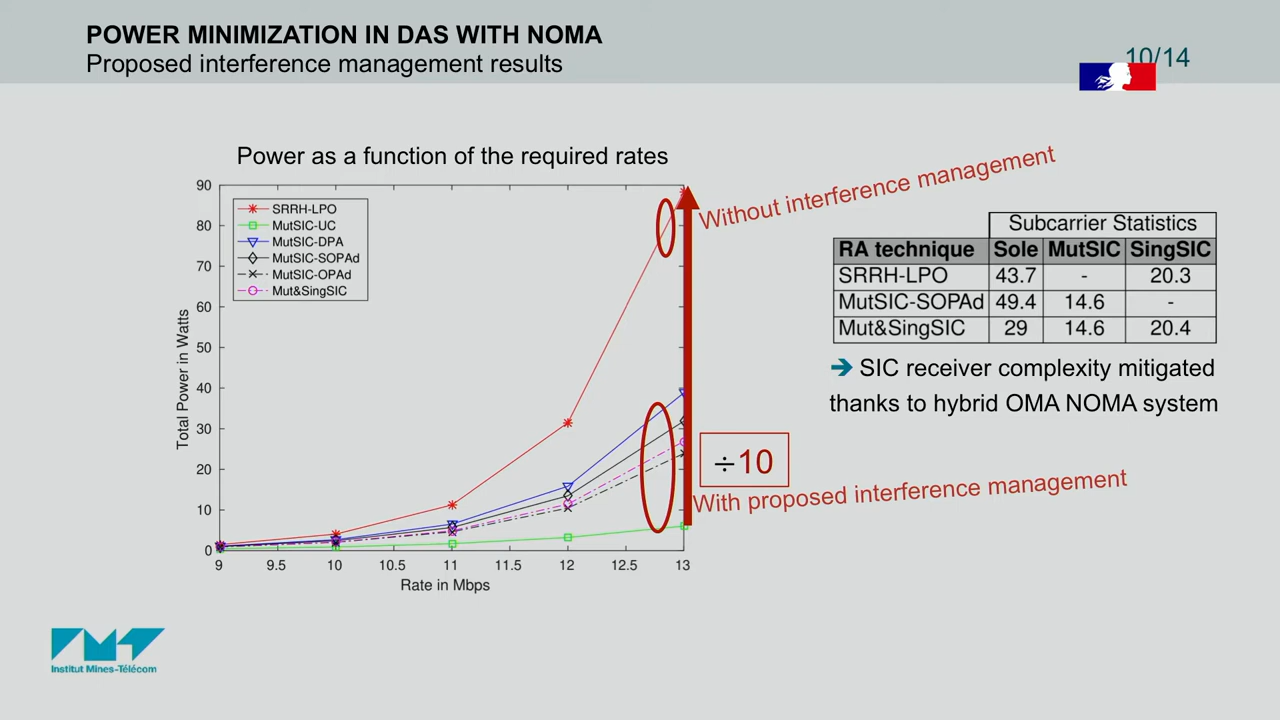 POWER MINIMIZATION IN DAS WITH NOMA
Proposed interference management results
10/14
Power as a function of the required rates
90
80
70
60
50
40
30
20
10
0
Total Power in Watts
SRRH-LPO
MutSIC-UC
MutSIC-DPA
MutSIC-SOPAd
MutSIC-OPAd
Mut&SingSIC
9 9.5 10 10.5 11 11.5 12 12.5 13
Rate in Mbps
Without interference management
÷10
With proposed interference management
Subcarrier Statistics
RA technique Sole MutSIC SingSIC
SRRH-LPO 43.7 - 20.3
MutSIC-SOPAd 49.4 14.6 -
Mut&SingSIC 29 14.6 20.4
➔ SIC receiver complexity mitigated
thanks to hybrid OMA NOMA system
Institut Mines-Télécom